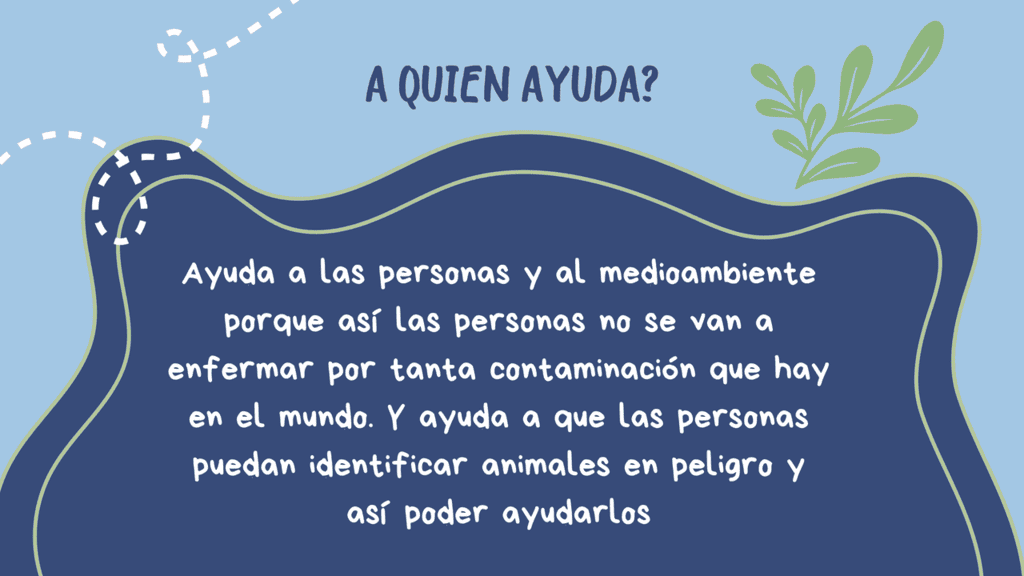 A QUIEN AYUDA?
Ayuda a las personas y al medioambiente
porque así las personas no se van a
enfermar por tanta contaminación que hay
en el mundo. Y ayuda a que las personas
puedan identificar animales en peligro y
así poder ayudarlos